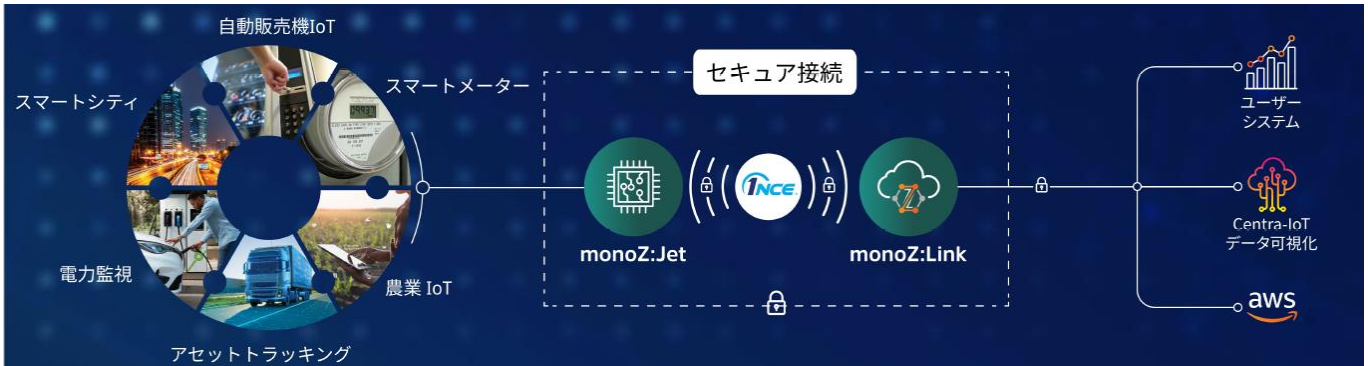 自動販売機IoT
スマートシティ
スマートメーター
電力監視
農業 IoT
アセットトラッキング
セキュア接続
monoZ:Jet
1NCE
monoZ:Link
ユーザー
システム
Centra-IoT
データ可視化
aws